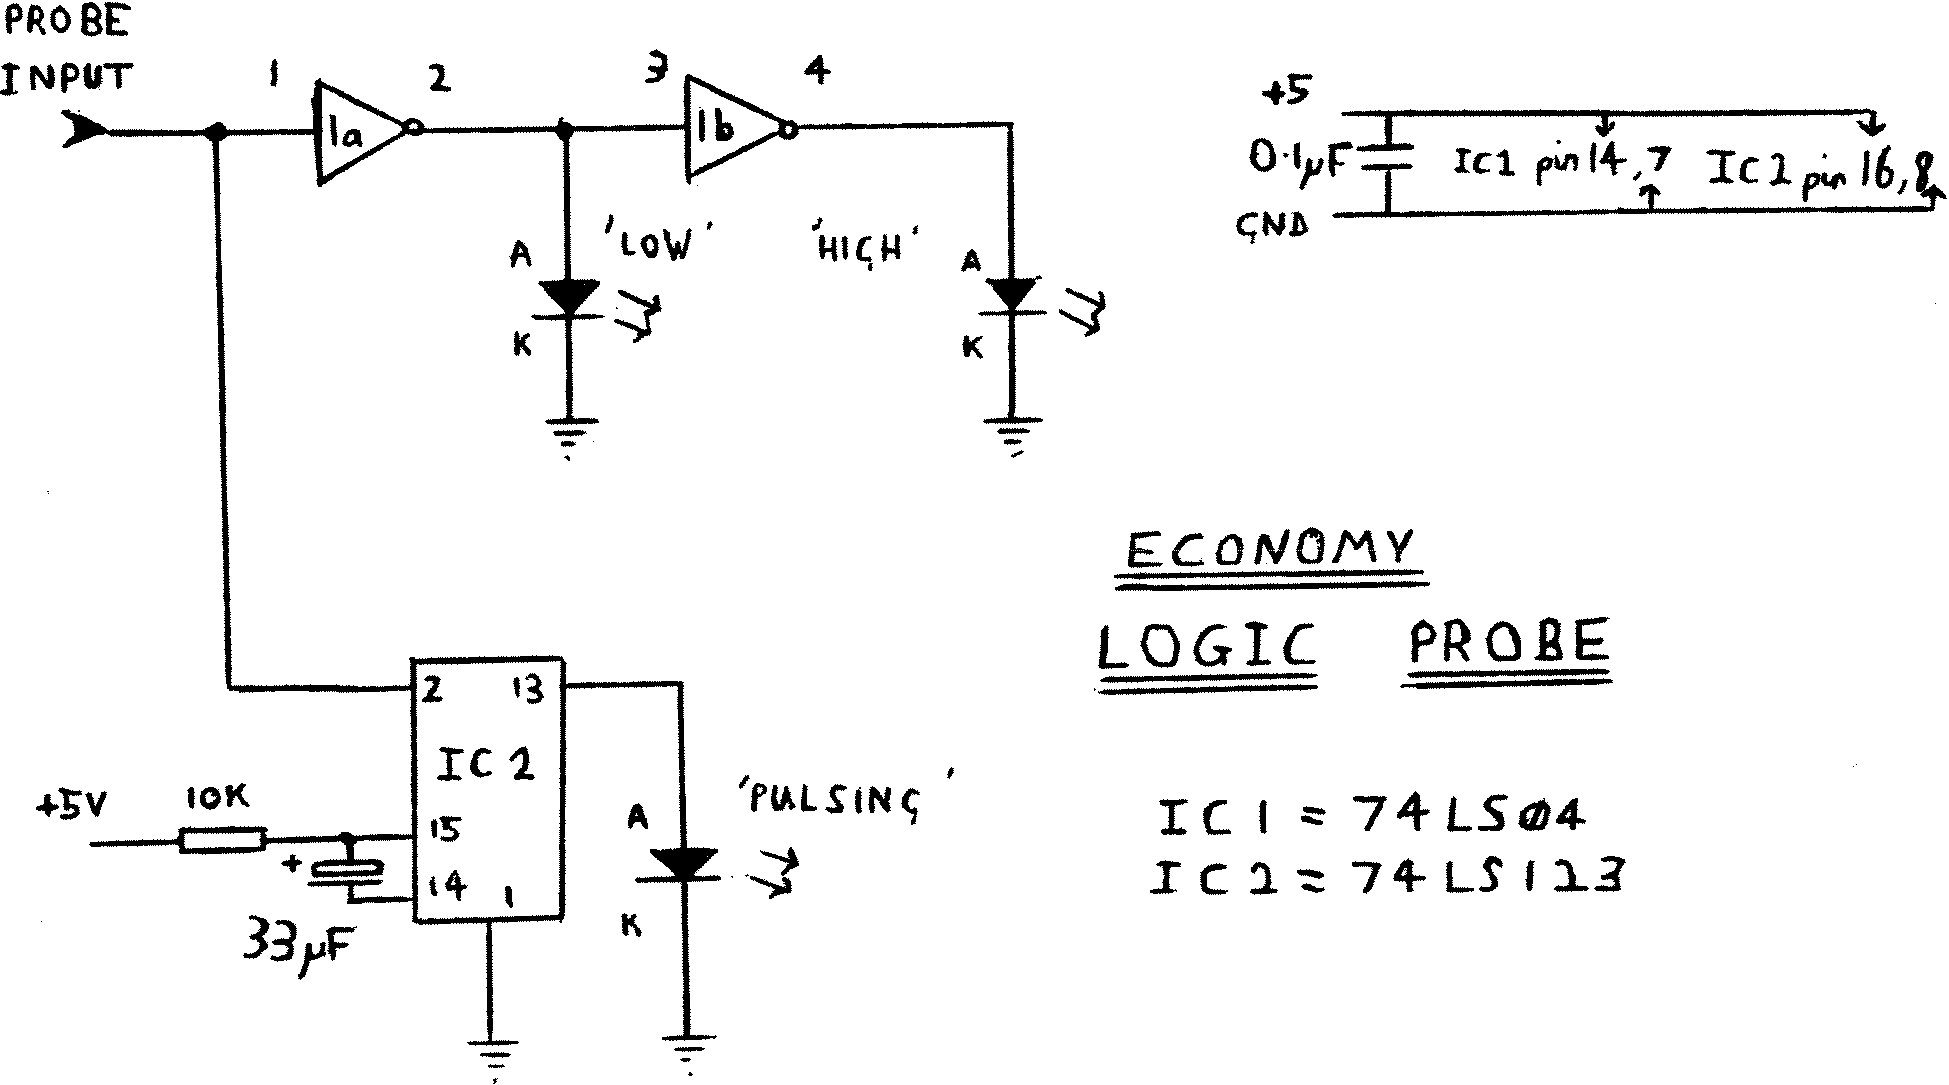 PROBE
INPUT
1
1a
2
3
1b
4
+5
0.1µF
IC1 pin 14, 7
IC2 pin 16, 8
GND
A
'LOW'
K
'HIGH'
A
K
ECONOMY
LOGIC PROBE
2
13
IC2
+5V
10K
15
+
14
1
33µF
A
'PULSING'
K
IC1 = 74LS04
IC2 = 74LS123